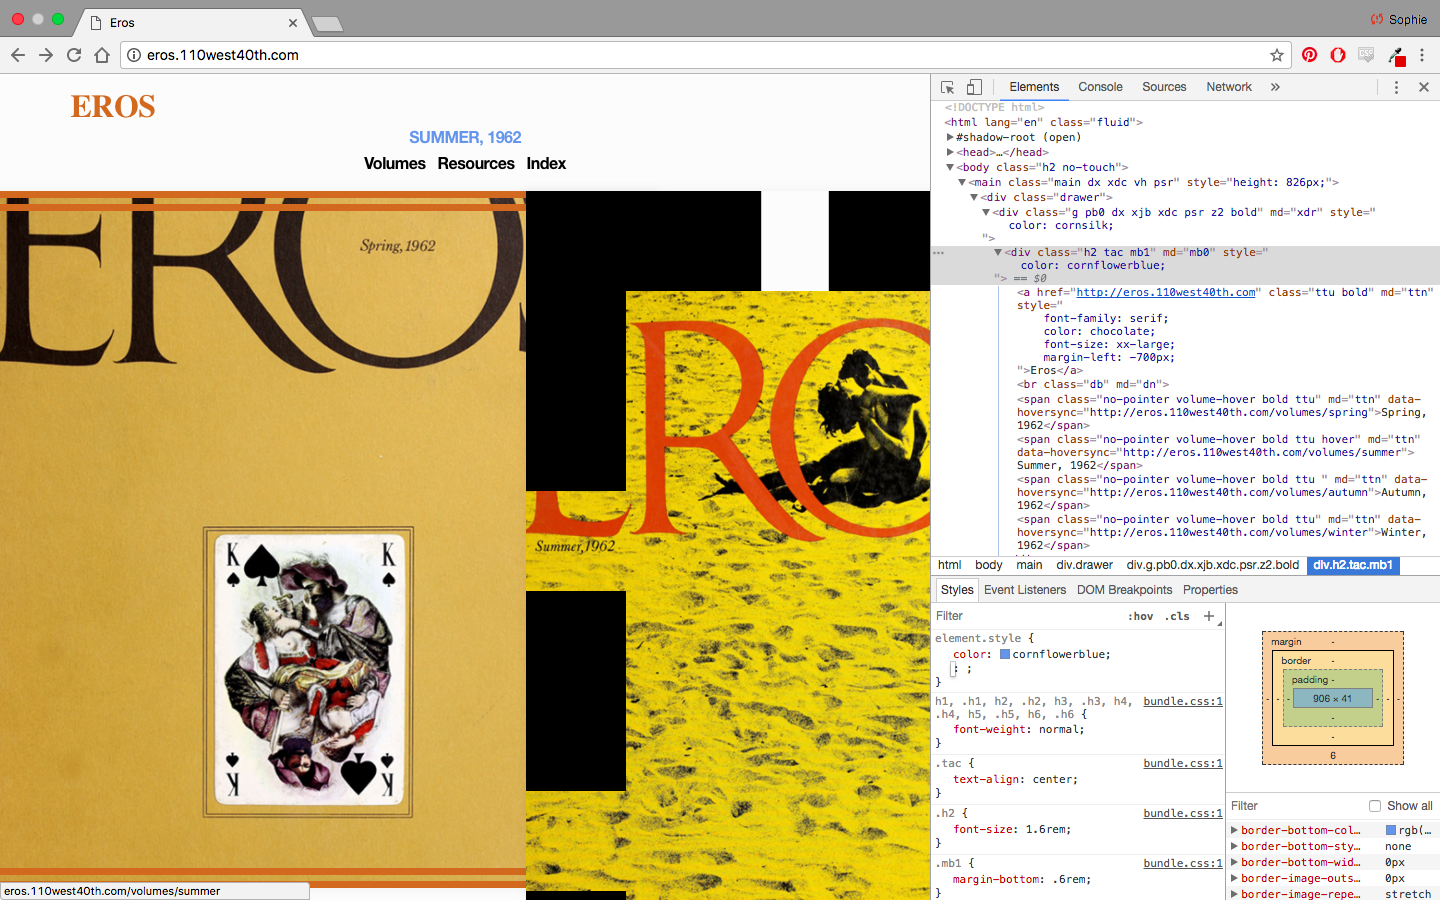 Eros
Sophie
eros.110west40th.com
EROS
SUMMER, 1962
Volumes Resources Index
EROS
Spring, 1962
K K
K K
EROS
Summer, 1962
eros.110west40th.com/volumes/summer
Elements Console Sources Network »
<!DOCTYPE html>
<html lang="en" class="fluid">
#shadow-root (open)
<head>…</head>
<body class="h2 no-touch">
<main class="main dx xdc vh psr" style="height: 826px;">
<div class="drawer">
<div class="g pb0 dx xjb xdc psr z2 bold" md="xdr" style="
color: cornsilk;
">
<div class="h2 tac mb1" md="mb0" style="
color: cornflowerblue;
"> == $0
<a href="http://eros.110west40th.com" class="ttu bold" md="ttn"
style="
font-family: serif;
color: chocolate;
font-size: xx-large;
margin-left: -700px;
">Eros</a>
<br class="db" md="dn">
<span class="no-pointer volume-hover bold ttu" md="ttn" data-
hoversync="http://eros.110west40th.com/volumes/spring">Spring,
1962</span>
<span class="no-pointer volume-hover bold ttu hover" md="ttn"
data-hoversync="http://eros.110west40th.com/volumes/summer">
Summer, 1962</span>
<span class="no-pointer volume-hover bold ttu " md="ttn" data-
hoversync="http://eros.110west40th.com/volumes/autumn">Autumn,
1962</span>
<span class="no-pointer volume-hover bold ttu" md="ttn" data-
hoversync="http://eros.110west40th.com/volumes/winter">Winter,
1962</span>
html body main div.drawer div.g.pb0.dx.xjb.xdc.psr.z2.bold div.h2.tac.mb1
Styles Event Listeners DOM Breakpoints Properties
Filter :hov .cls +
element.style {
color: cornflowerblue;
: ;
}
h1, .h1, h2, .h2, h3, .h3, h4, bundle.css:1
.h4, h5, .h5, h6, .h6 {
font-weight: normal;
}
.tac { bundle.css:1
text-align: center;
}
.h2 { bundle.css:1
font-size: 1.6rem;
}
.mb1 { bundle.css:1
margin-bottom: .6rem;
}
margin -
border -
padding -
906 × 41
-
-
6
Filter Show all
border-bottom-col… rgb(…
border-bottom-sty… none
border-bottom-wid… 0px
border-image-outs… 0px
border-image-repe… stretch